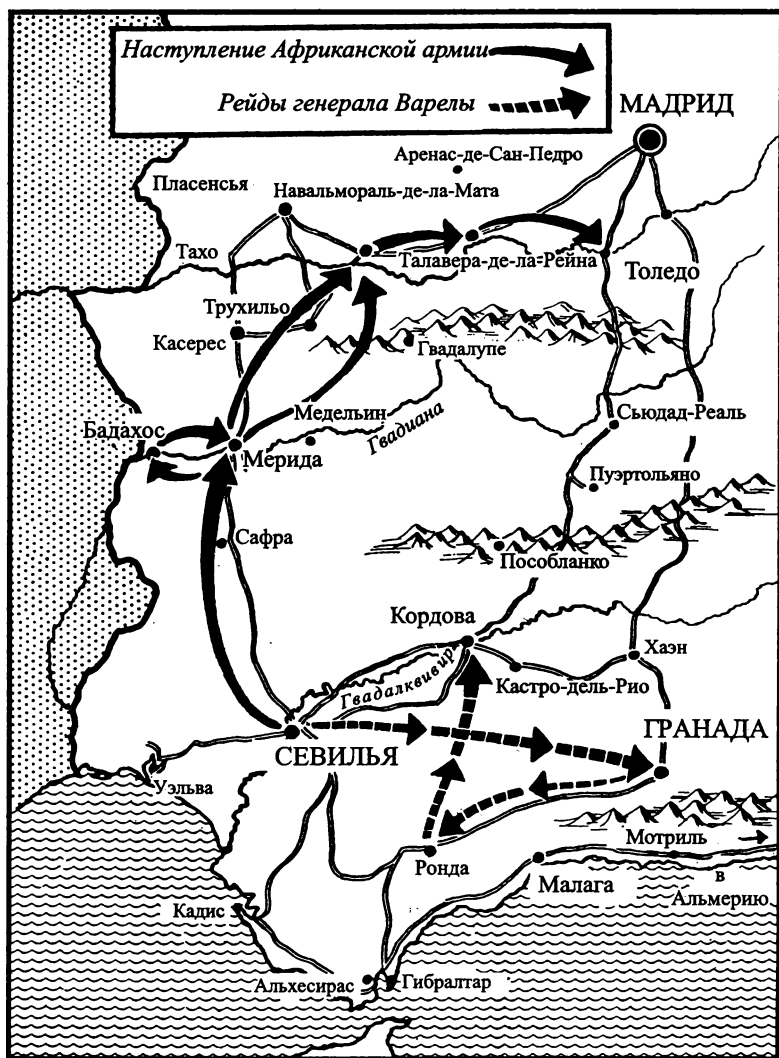 Наступление Африканской армии
Рейды генерала Варелы
МАДРИД
Аренас-де-Сан-Педро
Пласенсья
Навальмораль-де-ла-Мата
Тахо
Талавера-де-ла-Рейна
Толедо
Трухильо
Касерес
Гвадалупе
Медельин
Гвадиана
Сьюдад-Реаль
Бадахос
Мерида
Пуэртольяно
Сафра
Пособланко
Кордова
Хаэн
Гвадалквивир
Кастро-дель-Рио
ГРАНАДА
СЕВИЛЬЯ
Уэльва
Мотриль
Ронда
Малага
в
Альмерию
Кадис
Альхесирас
Гибралтар